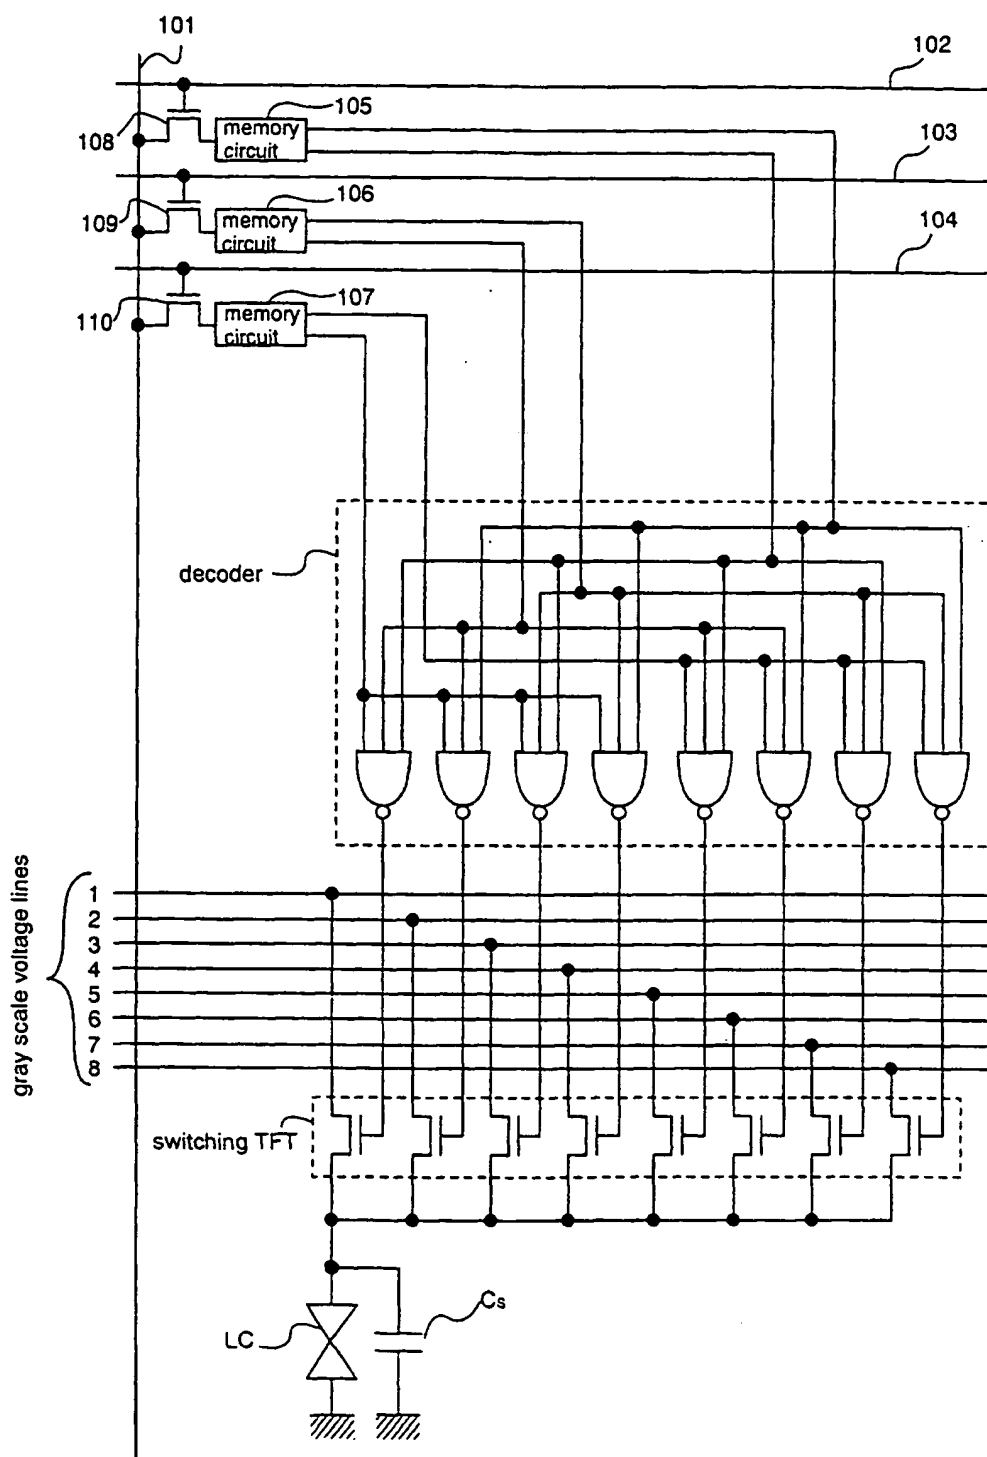 101
102
105
memory
circuit
108
103
106
memory
circuit
109
104
107
memory
circuit
110
decoder
gray scale voltage lines
1
2
3
4
5
6
7
8
switching TFT
LC
Cs